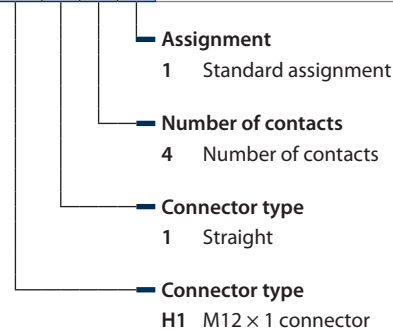 Assignment
1 Standard assignment
Number of contacts
4 Number of contacts
Connector type
1 Straight
Connector type
H1 M12 × 1 connector